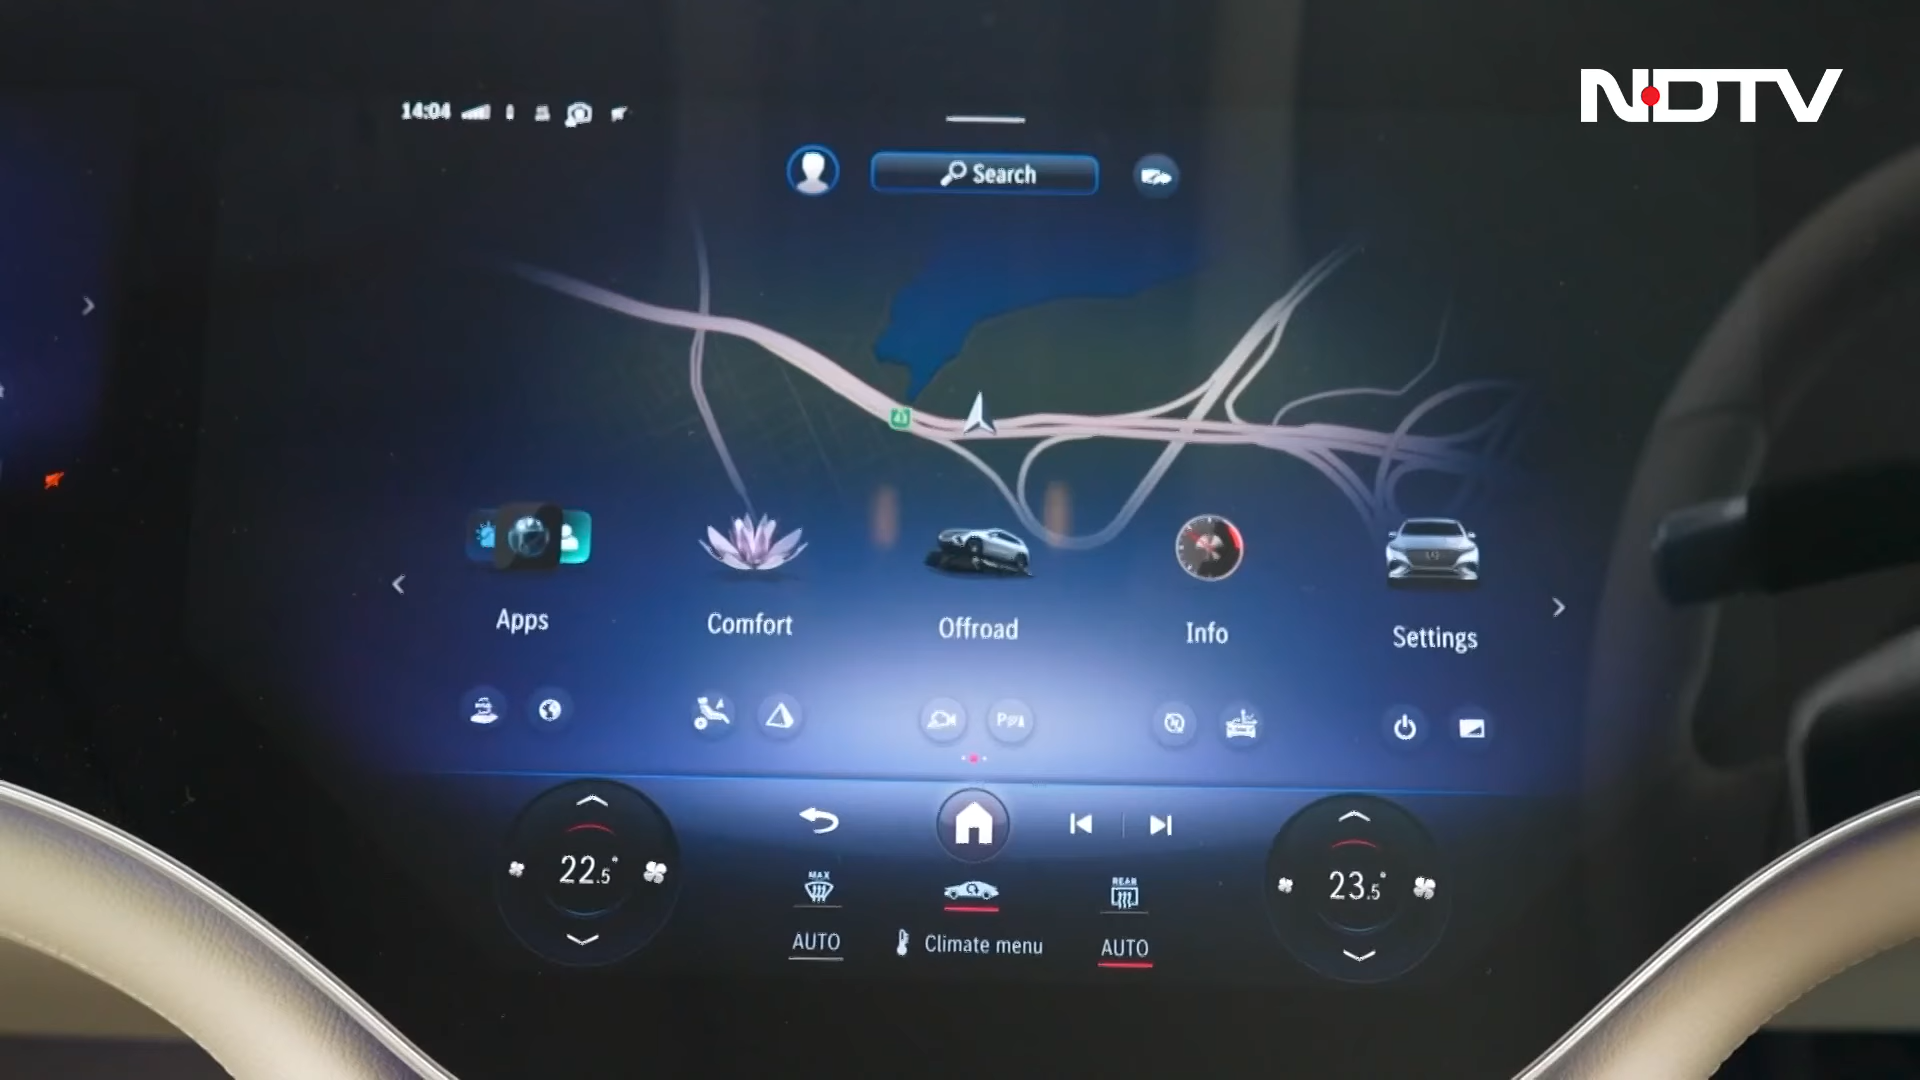 NDTV
14:04
Search
43
Apps
Comfort
Offroad
Info
Settings
22.5°
MAX
REAR
23.5°
AUTO
Climate menu
AUTO